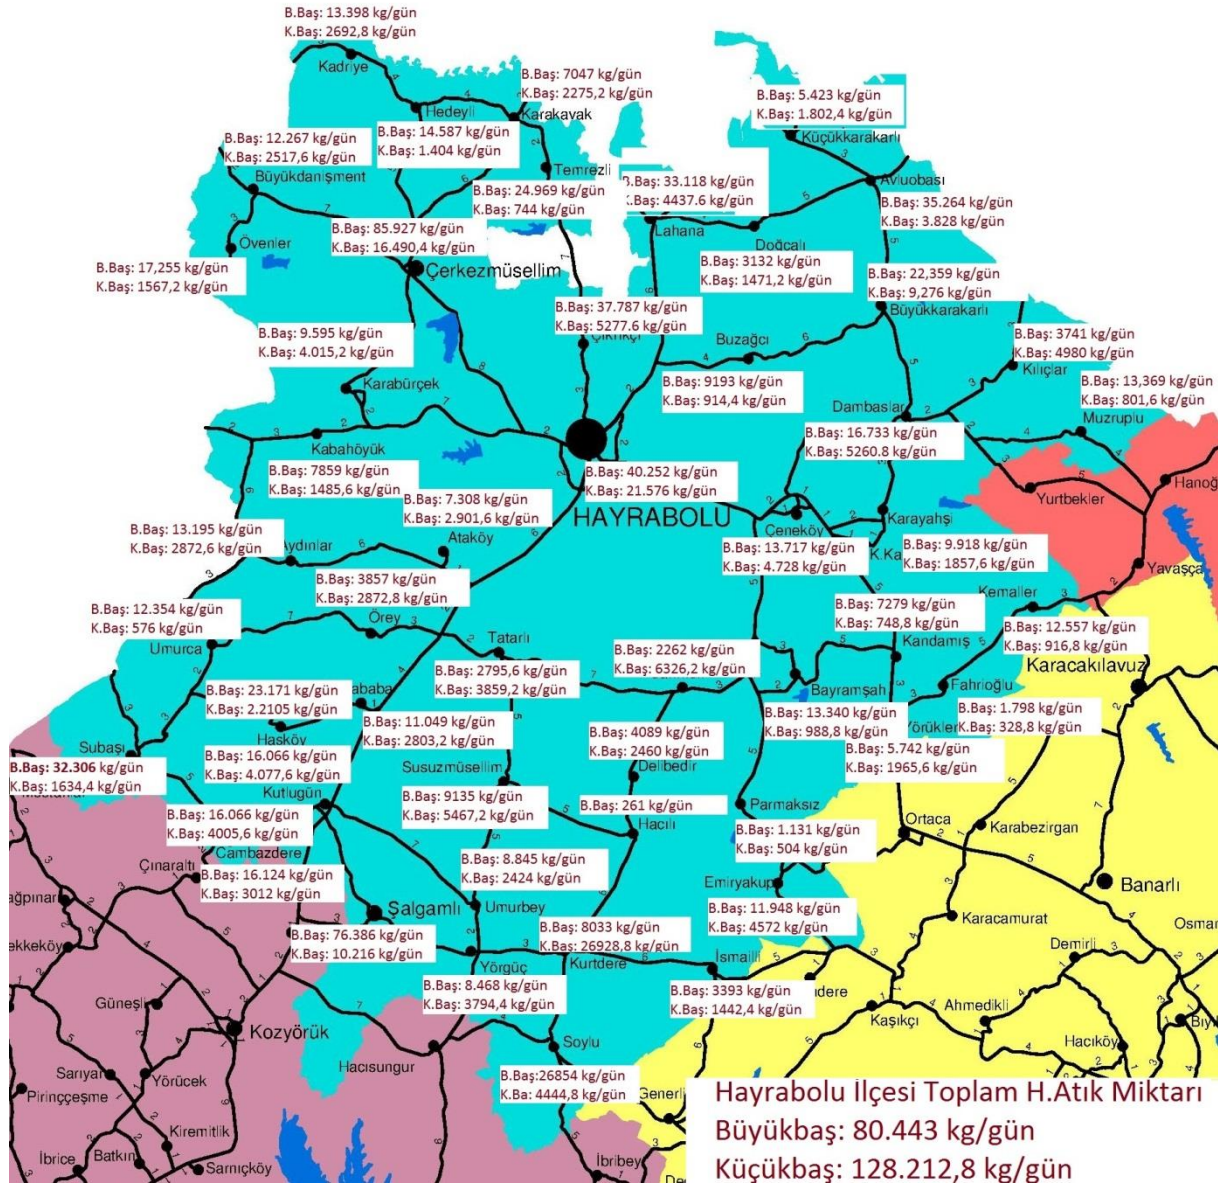 B.Baş: 13.398 kg/gün
K.Baş: 2692,8 kg/gün
Kadriye
B.Baş: 7047 kg/gün
K.Baş: 2275,2 kg/gün
Karakavak
Hedeyli
B.Baş: 14.587 kg/gün
K.Baş: 1.404 kg/gün
B.Baş: 5.423 kg/gün
K.Baş: 1.802,4 kg/gün
Küçükkarakarlı
B.Baş: 12.267 kg/gün
K.Baş: 2517,6 kg/gün
Büyükdanişment
Temrezli
B.Baş: 24.969 kg/gün
K.Baş: 744 kg/gün
B.Baş: 33.118 kg/gün
K.Baş: 4437.6 kg/gün
Lahana
Avluobası
B.Baş: 35.264 kg/gün
K.Baş: 3.828 kg/gün
Övenler
B.Baş: 17,255 kg/gün
K.Baş: 1567,2 kg/gün
B.Baş: 85.927 kg/gün
K.Baş: 16.490,4 kg/gün
Çerkezmüsellim
Doğcalı
B.Baş: 3132 kg/gün
K.Baş: 1471,2 kg/gün
B.Baş: 22,359 kg/gün
K.Baş: 9,276 kg/gün
Büyükkarakarlı
B.Baş: 37.787 kg/gün
K.Baş: 5277.6 kg/gün
Çıkrıkçı
B.Baş: 9.595 kg/gün
K.Baş: 4.015,2 kg/gün
Karabürçek
Buzağcı
B.Baş: 9193 kg/gün
K.Baş: 914,4 kg/gün
B.Baş: 3741 kg/gün
K.Baş: 4980 kg/gün
Kılıçlar
B.Baş: 13,369 kg/gün
K.Baş: 801,6 kg/gün
Muzruplu
Dambaslar
B.Baş: 16.733 kg/gün
K.Baş: 5260.8 kg/gün
Kabahöyük
B.Baş: 7859 kg/gün
K.Baş: 1485,6 kg/gün
B.Baş: 40.252 kg/gün
K.Baş: 21.576 kg/gün
HAYRABOLU
B.Baş: 7.308 kg/gün
K.Baş: 2.901,6 kg/gün
Ataköy
Yurtbekler
Hanoğ
Çeneköy
B.Baş: 13.717 kg/gün
K.Baş: 4.728 kg/gün
Karayahşi
K.Ka
B.Baş: 9.918 kg/gün
K.Baş: 1857,6 kg/gün
Yavaşça
B.Baş: 13.195 kg/gün
K.Baş: 2872,6 kg/gün
Aydınlar
B.Baş: 3857 kg/gün
K.Baş: 2872,8 kg/gün
Örey
B.Baş: 12.354 kg/gün
K.Baş: 576 kg/gün
Umurca
Kemaller
B.Baş: 12.557 kg/gün
K.Baş: 916,8 kg/gün
Karacakılavuz
B.Baş: 7279 kg/gün
K.Baş: 748,8 kg/gün
Kandamış
Tatarlı
B.Baş: 2795,6 kg/gün
K.Baş: 3859,2 kg/gün
B.Baş: 2262 kg/gün
K.Baş: 6326,2 kg/gün
Bayramşah
B.Baş: 13.340 kg/gün
K.Baş: 988,8 kg/gün
Fahrioğlu
B.Baş: 1.798 kg/gün
K.Baş: 328,8 kg/gün
Yörükler
B.Baş: 5.742 kg/gün
K.Baş: 1965,6 kg/gün
B.Baş: 23.171 kg/gün
K.Baş: 2.2105 kg/gün
Hasköy
ababa
B.Baş: 11.049 kg/gün
K.Baş: 2803,2 kg/gün
Subaşı
B.Baş: 32.306 kg/gün
K.Baş: 1634,4 kg/gün
B.Baş: 16.066 kg/gün
K.Baş: 4.077,6 kg/gün
Kutlugün
B.Baş: 4089 kg/gün
K.Baş: 2460 kg/gün
Delibedir
Susuzmüsellim
B.Baş: 9135 kg/gün
K.Baş: 5467,2 kg/gün
B.Baş: 261 kg/gün
Hacılı
Parmaksız
B.Baş: 1.131 kg/gün
K.Baş: 504 kg/gün
Ortaca
Karabezirgan
B.Baş: 16.066 kg/gün
K.Baş: 4005,6 kg/gün
Cambazdere
B.Baş: 16.124 kg/gün
K.Baş: 3012 kg/gün
Çınaraltı
ağpınar
B.Baş: 8.845 kg/gün
K.Baş: 2424 kg/gün
Umurbey
Emiryakup
B.Baş: 11.948 kg/gün
K.Baş: 4572 kg/gün
Banarlı
Şalgamlı
B.Baş: 76.386 kg/gün
K.Baş: 10.216 kg/gün
B.Baş: 8033 kg/gün
K.Baş: 26928,8 kg/gün
Kurtdere
Karacamurat
Osman
ekkeköy
Yörgüç
B.Baş: 8.468 kg/gün
K.Baş: 3794,4 kg/gün
İsmailli
B.Baş: 3393 kg/gün
K.Baş: 1442,4 kg/gün
ndere
Demirli
Güneşli
Kozyörük
Kaşıkçı
Ahmedikli
Bıyı
Hacıköy
Hacısungur
Soylu
B.Baş:26854 kg/gün
K.Ba: 4444,8 kg/gün
Sarıyar
Yörücek
Pirinççeşme
Kiremitlik
İbrice
Batkın
Sarnıçköy
İbribey
Generli
De
Hayrabolu İlçesi Toplam H.Atık Miktarı
Büyükbaş: 80.443 kg/gün
Küçükbaş: 128.212,8 kg/gün